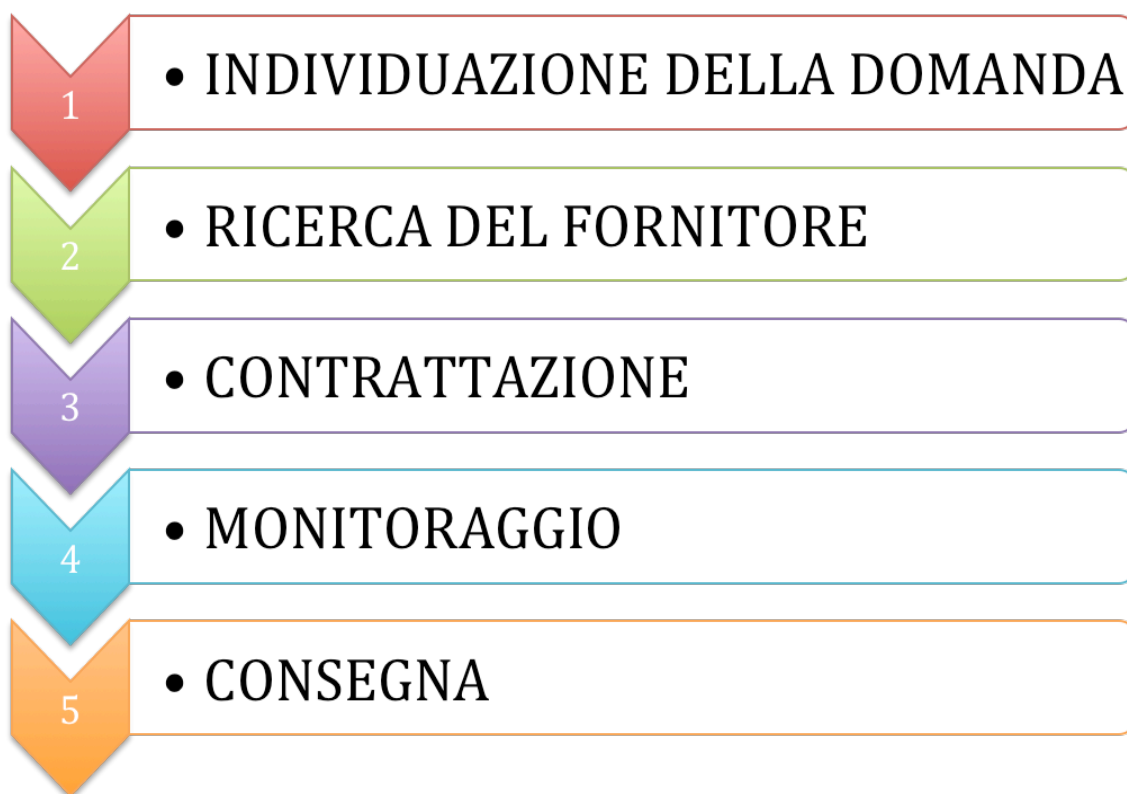 1
• INDIVIDUAZIONE DELLA DOMANDA
2
• RICERCA DEL FORNITORE
3
• CONTRATTAZIONE
4
• MONITORAGGIO
5
• CONSEGNA